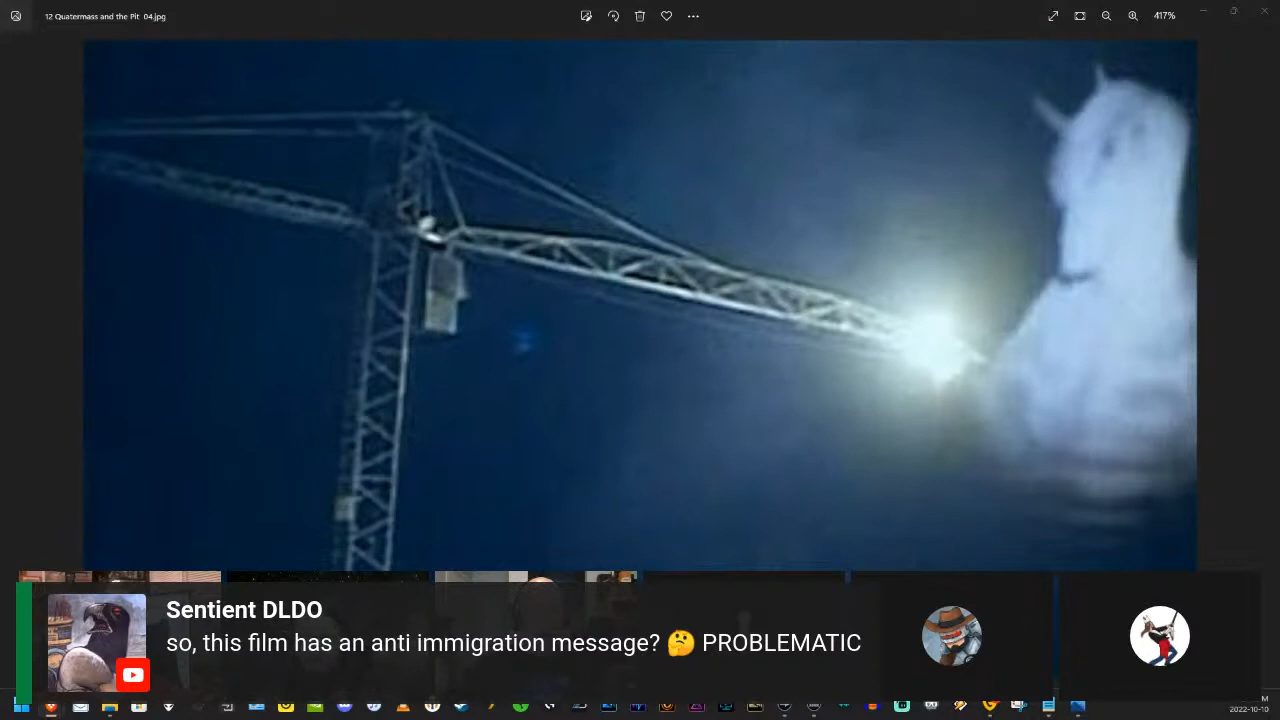 12 Quatermass and the Pit 04.jpg
417%
Sentient DLDO
so, this film has an anti immigration message? 🤔 PROBLEMATIC
2022-10-10